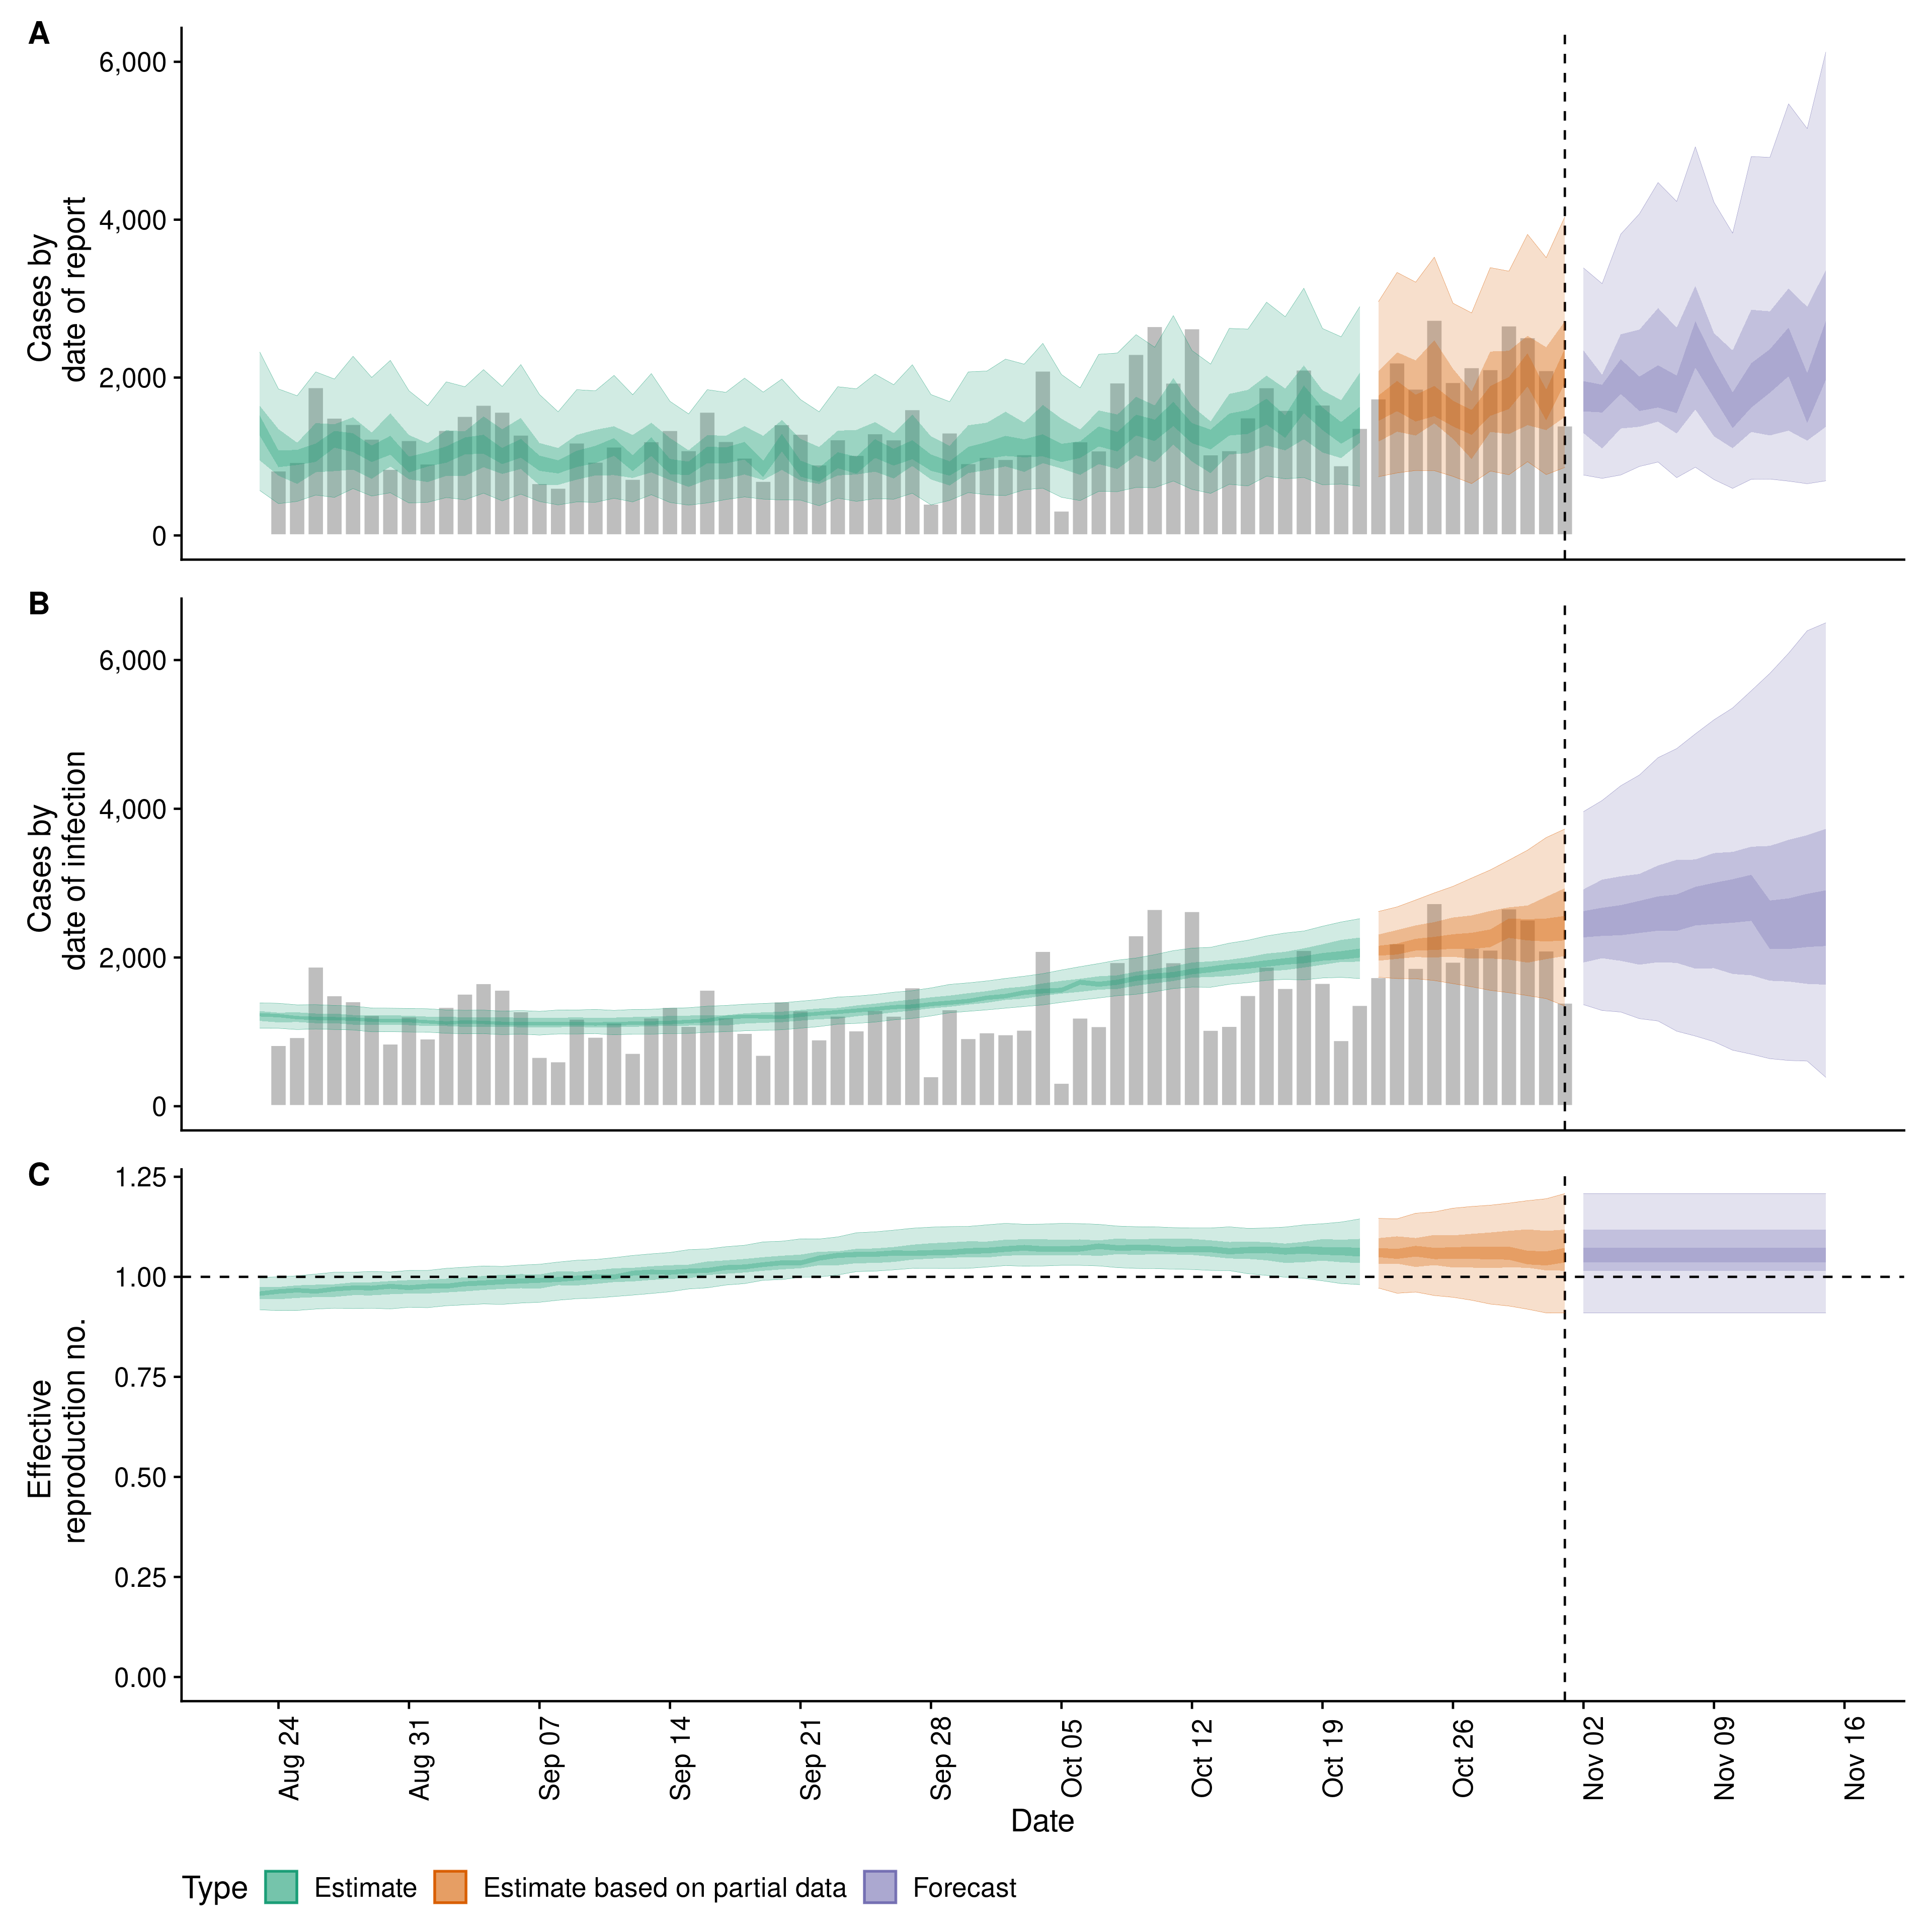 A
Cases by
date of report
6,000
4,000
2,000
0
B
Cases by
date of infection
6,000
4,000
2,000
0
C
Effective
reproduction no.
1.25
1.00
0.75
0.50
0.25
0.00
Aug 24
Aug 31
Sep 07
Sep 14
Sep 21
Sep 28
Oct 05
Oct 12
Oct 19
Oct 26
Nov 02
Nov 09
Nov 16
Date
Type Estimate Estimate based on partial data Forecast